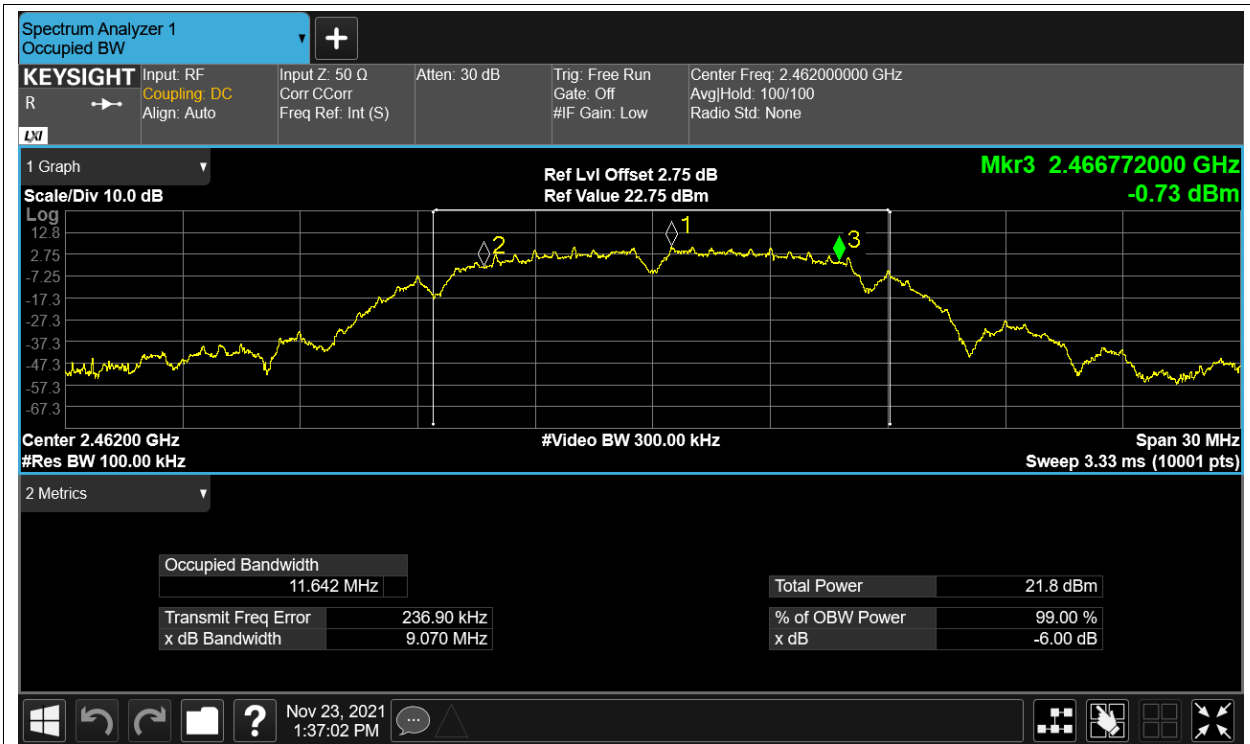 Spectrum Analyzer 1
Occupied BW
▼
+
KEYSIGHT
R
LXI
Input: RF
Coupling: DC
Align: Auto
Input Z: 50 Ω
Corr CCorr
Freq Ref: Int (S)
Atten: 30 dB
Trig: Free Run
Gate: Off
#IF Gain: Low
Center Freq: 2.462000000 GHz
Avg|Hold: 100/100
Radio Std: None
1 Graph ▼
Scale/Div 10.0 dB
Ref Lvl Offset 2.75 dB
Ref Value 22.75 dBm
Mkr3 2.466772000 GHz
-0.73 dBm
Log
12.8
2.75
-7.25
-17.3
-27.3
-37.3
-47.3
-57.3
-67.3
2
1
3
Center 2.46200 GHz
#Res BW 100.00 kHz
#Video BW 300.00 kHz
Span 30 MHz
Sweep 3.33 ms (10001 pts)
2 Metrics ▼
Occupied Bandwidth
11.642 MHz
Transmit Freq Error 236.90 kHz
x dB Bandwidth 9.070 MHz
Total Power 21.8 dBm
% of OBW Power 99.00 %
x dB -6.00 dB
?
Nov 23, 2021
1:37:02 PM